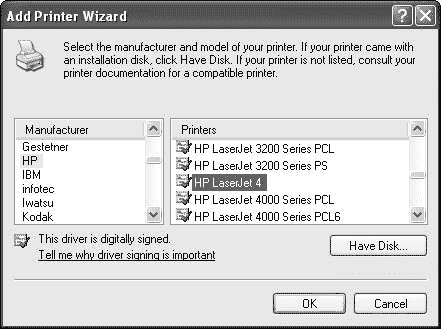 Add Printer Wizard
Select the manufacturer and model of your printer. If your printer came with
an installation disk, click Have Disk. If your printer is not listed, consult your
printer documentation for a compatible printer.
Manufacturer
Gestetner
HP
IBM
infotec
Iwatsu
Kodak
Printers
HP LaserJet 3200 Series PCL
HP LaserJet 3200 Series PS
HP LaserJet 4
HP LaserJet 4000 Series PCL
HP LaserJet 4000 Series PCL6
This driver is digitally signed.
Tell me why driver signing is important
Have Disk...
OK
Cancel